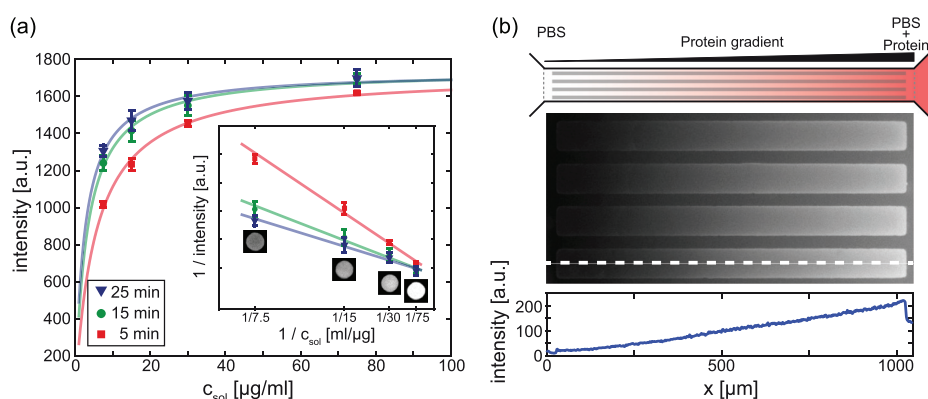 (a)
intensity [a.u.]
1800
1600
1400
1200
1000
800
600
400
200
0
20
40
60
80
100
c_sol [µg/ml]
25 min
15 min
5 min
1 / intensity [a.u.]
1/7.5
1/15
1/30
1/75
1 / c_sol [ml/µg]
(b)
PBS
Protein gradient
PBS
+
Protein
intensity
200
100
0
0
500
1000
x [µm]